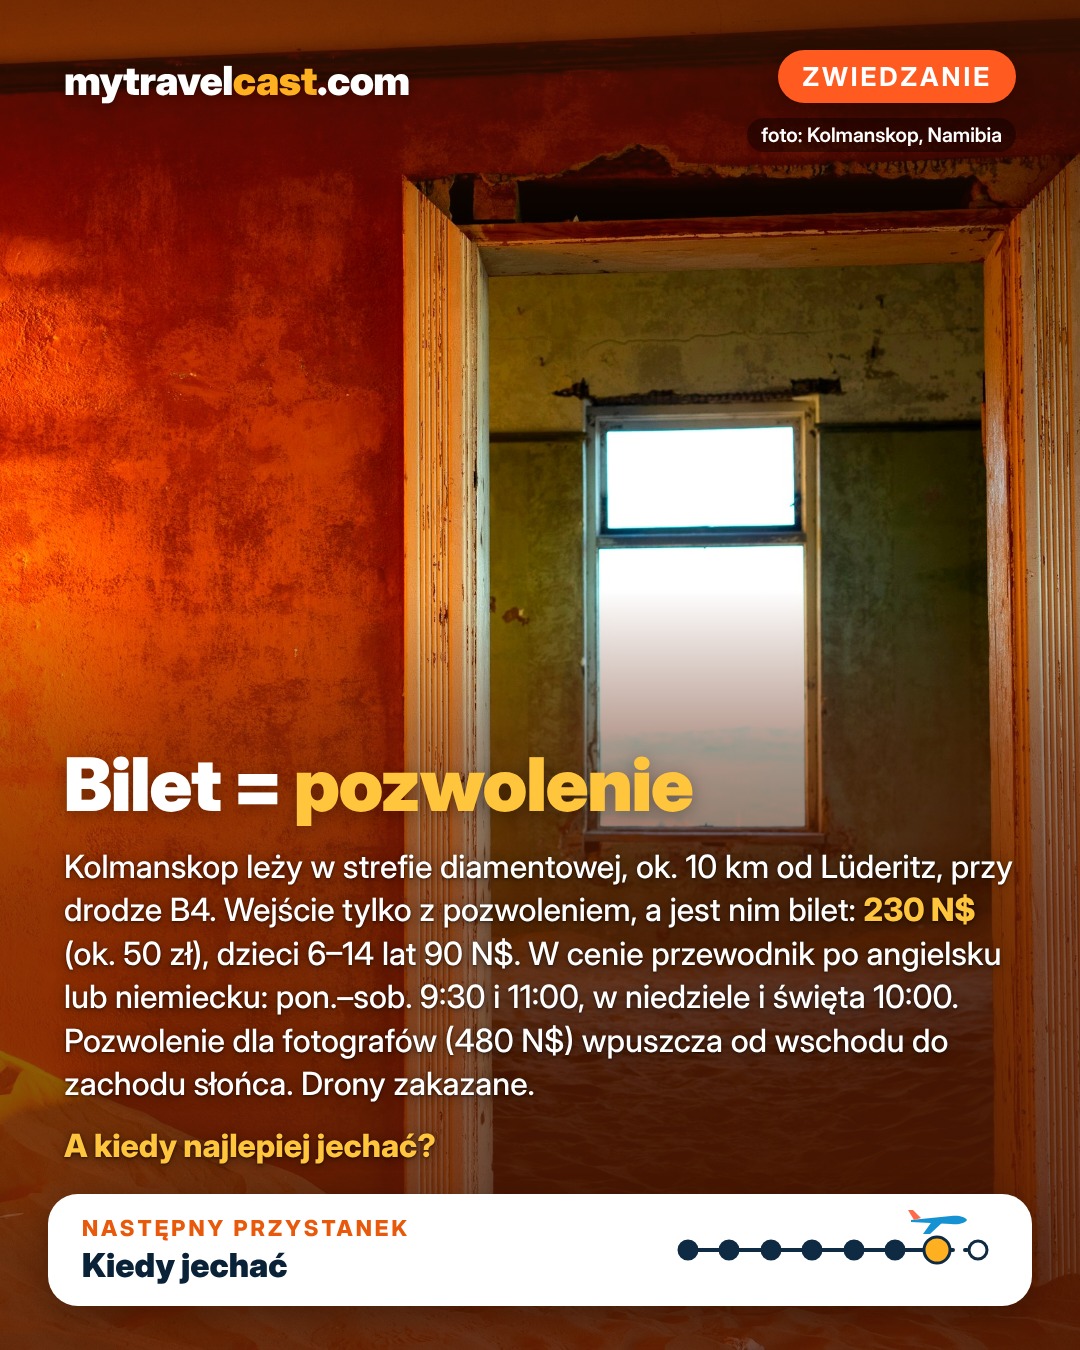 mytravelcast.com
ZWIEDZANIE
foto: Kolmanskop, Namibia
Bilet = pozwolenie
Kolmanskop leży w strefie diamentowej, ok. 10 km od Lüderitz, przy
drodze B4. Wejście tylko z pozwoleniem, a jest nim bilet: 230 N$
(ok. 50 zł), dzieci 6–14 lat 90 N$. W cenie przewodnik po angielsku
lub niemiecku: pon.–sob. 9:30 i 11:00, w niedziele i święta 10:00.
Pozwolenie dla fotografów (480 N$) wpuszcza od wschodu do
zachodu słońca. Drony zakazane.
A kiedy najlepiej jechać?
NASTĘPNY PRZYSTANEK
Kiedy jechać